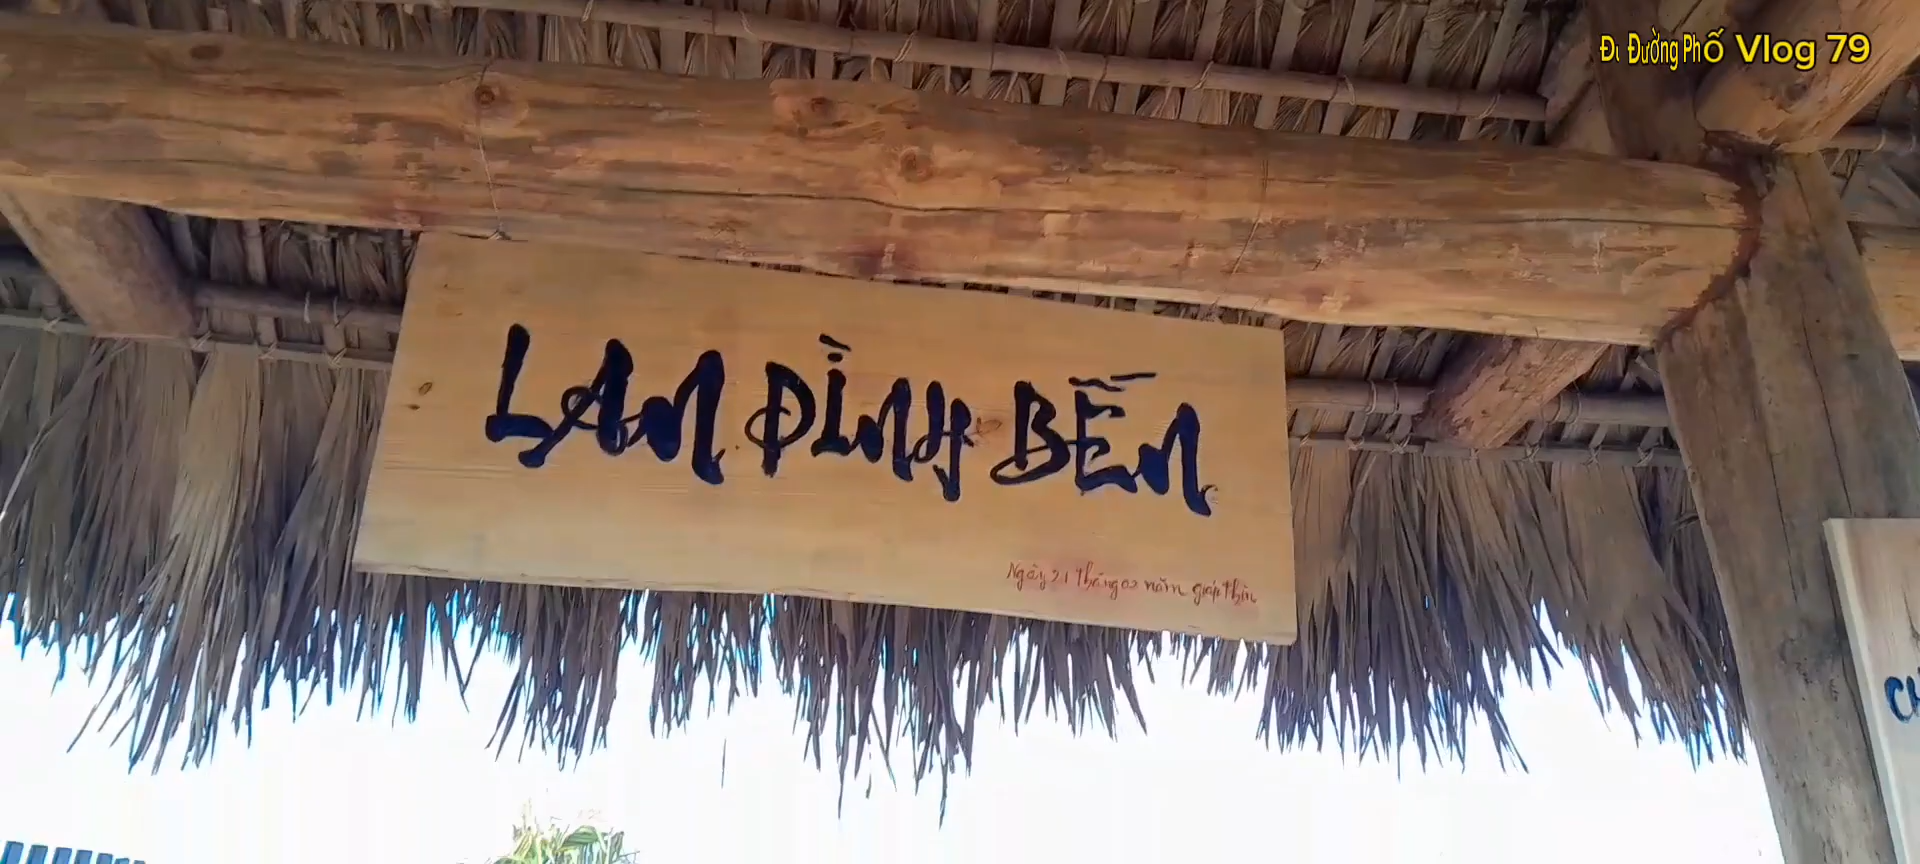 Đi Đường Phố Vlog 79
LAN ĐÌNH BẾN
Ngày 21 tháng 02 năm giáp thìn